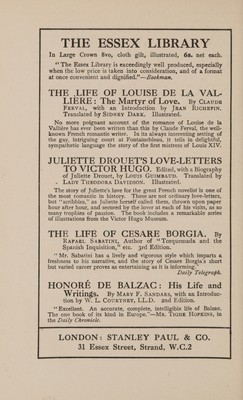 THE ESSEX LIBRARY
In Large Crown 8vo, cloth gilt, illustrated, 6s. net each.
"The Essex Library is exceedingly well produced, especially
when the low price is taken into consideration, and of a format
at once convenient and dignified."—Bookman.
THE LIFE OF LOUISE DE LA VAL-
LIÈRE: The Martyr of Love. By CLAUDE
FERVAL, with an Introduction by JEAN RICHEPIN.
Translated by SIDNEY DARK. Illustrated.
No more poignant account of the romance of Louise de la
Vallière has ever been written than this by Claude Ferval, the well-
known French romantic writer. In its always interesting setting of
the gay, intriguing court at Fontainebleau, it tells in delightful,
sympathetic language the story of the first mistress of Louis XIV.
JULIETTE DROUET'S LOVE-LETTERS
TO VICTOR HUGO. Edited, with a Biography
of Juliette Drouet, by LOUIS GUIMBAUD. Translated by
LADY THEODORA DAVIDSON. Illustrated.
The story of Juliette's love for the great French novelist is one of
the most romantic in history. These are not ordinary love-letters,
but "scribbles," as Juliette herself called them, thrown upon paper
hour after hour, and secured by the lover at each of his visits, as so
many trophies of passion. The book includes a remarkable series
of illustrations from the Victor Hugo Museum.
THE LIFE OF CESARE BORGIA. By
RAFAEL SABATINI, Author of "Torquemada and the
Spanish Inquisition," etc. 3rd Edition.
"Mr. Sabatini has a lively and vigorous style which imparts a
freshness to his narrative, and the story of Cesare Borgia's short
but varied career proves as entertaining as it is informing."
Daily Telegraph.
HONORÉ DE BALZAC: His Life and
Writings. By MARY F. SANDARS, with an Introduc-
tion by W. L. COURTNEY, LL.D. 2nd Edition.
"Excellent. An accurate, complete, intelligible life of Balzac.
The one book of its kind in Europe."—MR. TIGHE HOPKINS, in
the Daily Chronicle.
LONDON: STANLEY PAUL & CO.
31 Essex Street, Strand, W.C.2